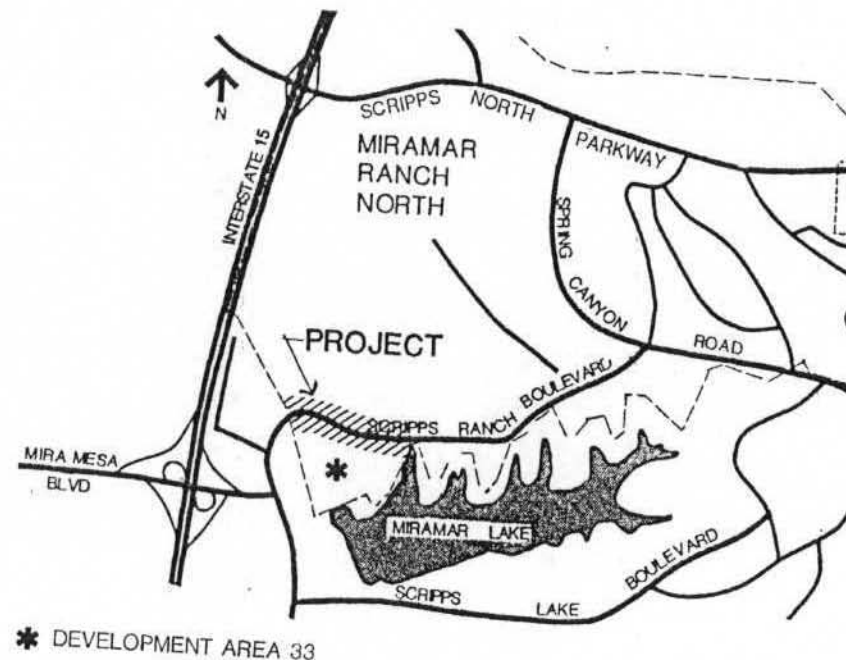 SCRIPPS NORTH PARKWAY
N
MIRAMAR
RANCH
NORTH
INTERSTATE 15
SPRING CANYON ROAD
PROJECT
SCRIPPS RANCH BOULEVARD
MIRA MESA
BLVD
MIRAMAR LAKE
SCRIPPS LAKE BOULEVARD
* DEVELOPMENT AREA 33